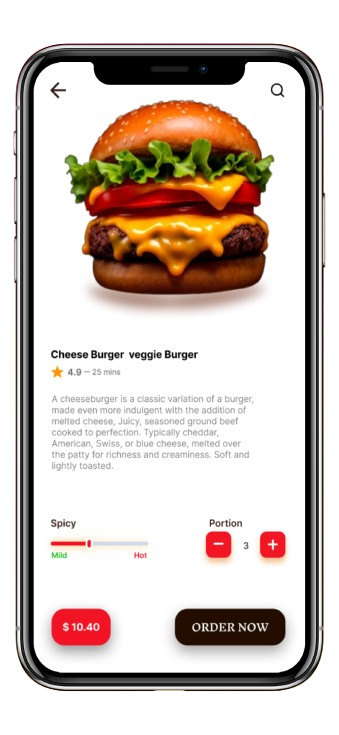 Cheese Burger veggie Burger
4.9 – 25 mins
A cheeseburger is a classic variation of a burger,
made even more indulgent with the addition of
melted cheese, Juicy, seasoned ground beef
cooked to perfection. Typically cheddar,
American, Swiss, or blue cheese, melted over
the patty for richness and creaminess. Soft and
lightly toasted.
Spicy
Portion
3
Mild
Hot
$ 10.40
ORDER NOW